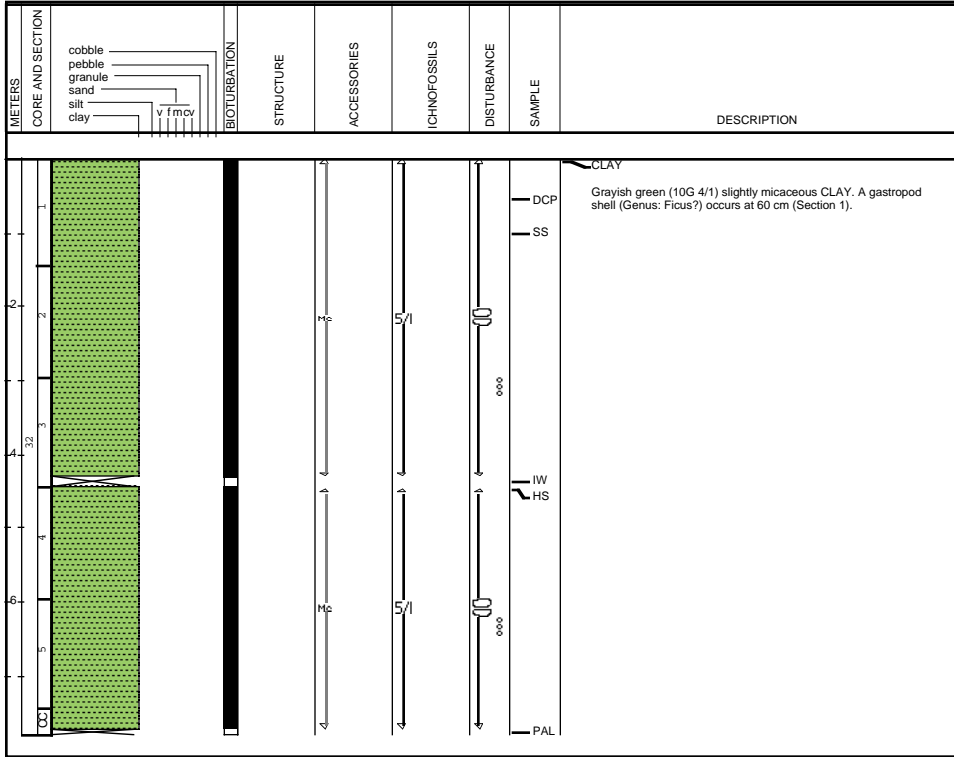 METERS
CORE AND SECTION
cobble
pebble
granule
sand
silt
clay
v f m c v
BIOTURBATION
STRUCTURE
ACCESSORIES
ICHNOFOSSILS
DISTURBANCE
SAMPLE
DESCRIPTION
CLAY
Grayish green (10G 4/1) slightly micaceous CLAY. A gastropod
shell (Genus: Ficus?) occurs at 60 cm (Section 1).
1
DCP
SS
2
2
Mc
5/I
3
32
4
IW
HS
4
6
Mc
5/I
5
CC
PAL